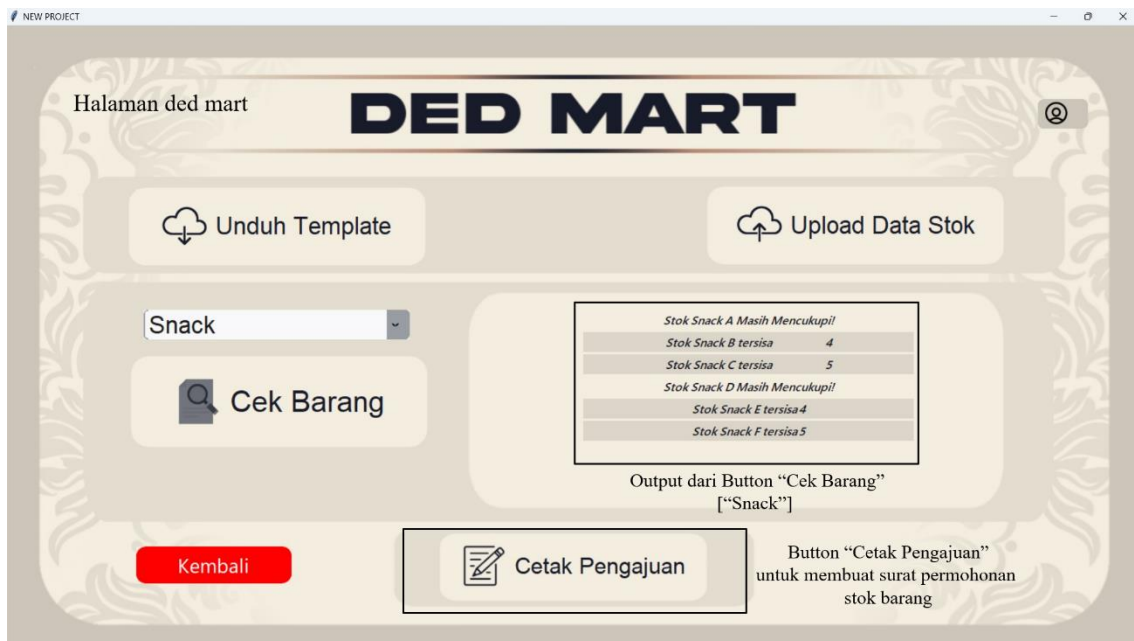 NEW PROJECT
Halaman ded mart
DED MART
Unduh Template
Upload Data Stok
Snack
Cek Barang
Stok Snack A Masih Mencukupi!
Stok Snack B tersisa 4
Stok Snack C tersisa 5
Stok Snack D Masih Mencukupi!
Stok Snack E tersisa 4
Stok Snack F tersisa 5
Output dari Button “Cek Barang”
[“Snack”]
Kembali
Cetak Pengajuan
Button “Cetak Pengajuan”
untuk membuat surat permohonan
stok barang